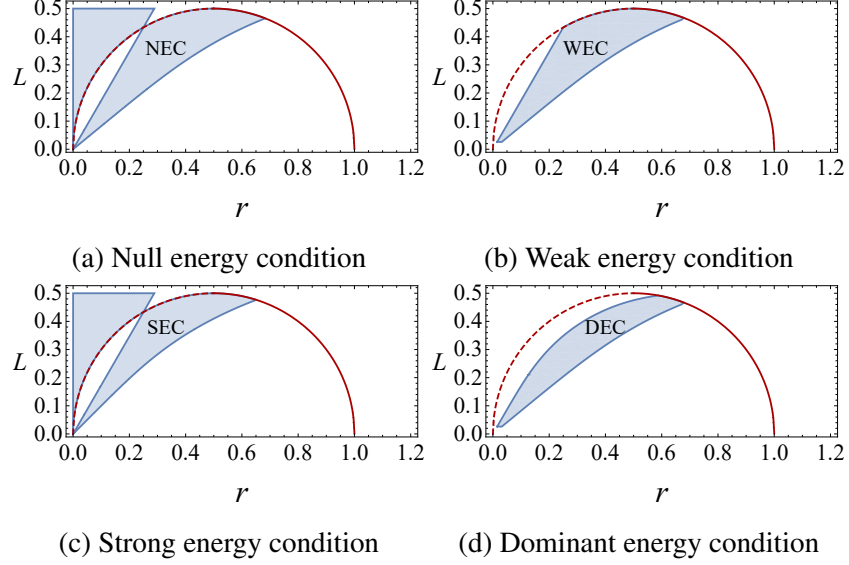 0.5
0.4
0.3
0.2
0.1
0.0
L
NEC
0.0 0.2 0.4 0.6 0.8 1.0 1.2
r
(a) Null energy condition
0.5
0.4
0.3
0.2
0.1
0.0
L
WEC
0.0 0.2 0.4 0.6 0.8 1.0 1.2
r
(b) Weak energy condition
0.5
0.4
0.3
0.2
0.1
0.0
L
SEC
0.0 0.2 0.4 0.6 0.8 1.0 1.2
r
(c) Strong energy condition
0.5
0.4
0.3
0.2
0.1
0.0
L
DEC
0.0 0.2 0.4 0.6 0.8 1.0 1.2
r
(d) Dominant energy condition